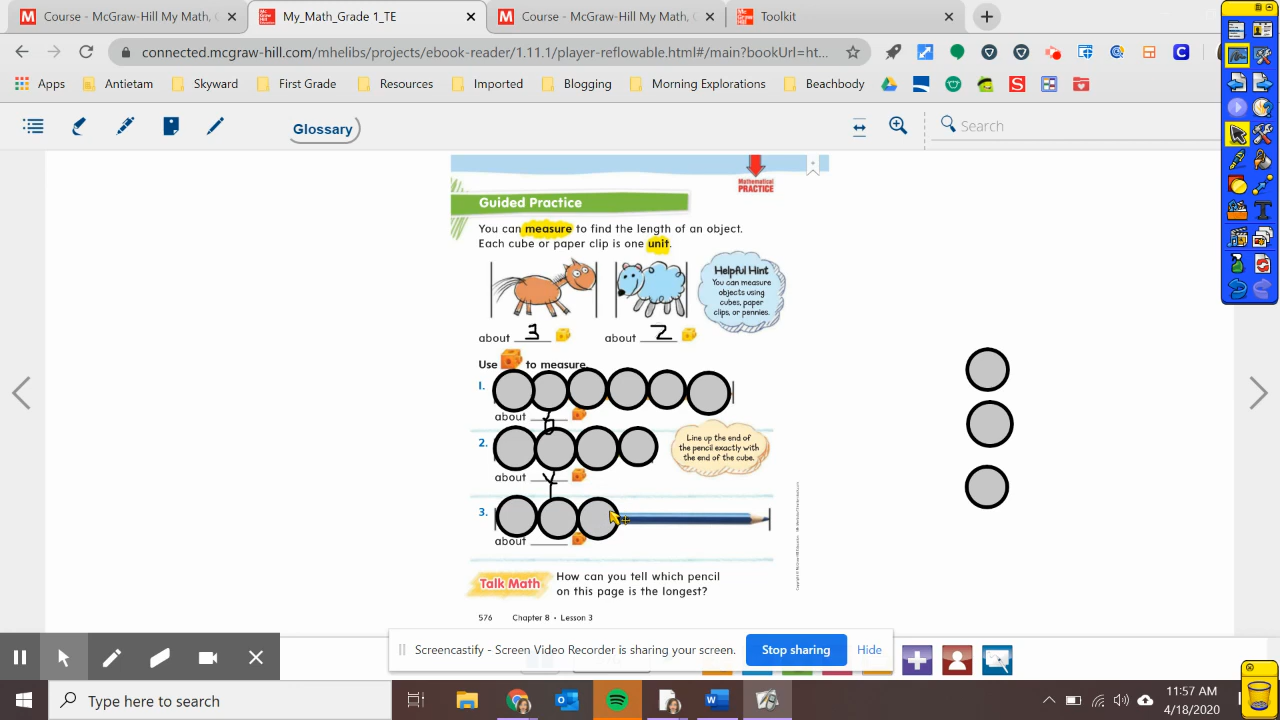 Course - McGraw-Hill My Math,
My_Math_Grade 1_TE
Course - McGraw-Hill My Math, (
Toolkit
connected.mcgraw-hill.com/mhelibs/projects/ebook-reader/1.11.0/player-reflowable.html#/main?bookUrl=int...
Apps
Antietam
Skyward
First Grade
Resources
Imported
Blogging
Morning Explorations
Beachbody
Glossary
Search
Mathematical
PRACTICE
Guided Practice
You can measure to find the length of an object.
Each cube or paper clip is one unit.
Helpful Hint
You can measure
objects using
cubes, paper
clips, or pennies.
about 3
about 2
Use to measure.
1.
about 6
2.
Line up the end of
the pencil exactly with
the end of the cube.
about 4
3.
about
Talk Math
How can you tell which pencil
on this page is the longest?
576 Chapter 8 • Lesson 3
Screencastify - Screen Video Recorder is sharing your screen.
Stop sharing
Hide
Type here to search
11:57 AM
4/18/2020